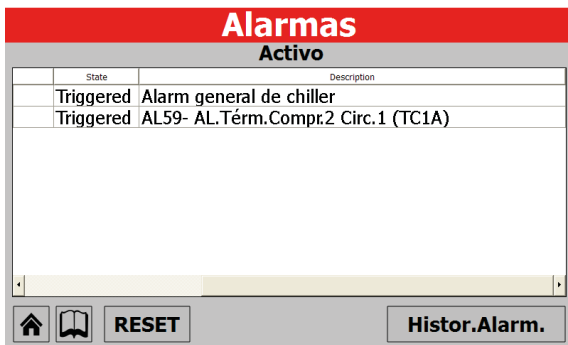 Alarmas
Activo
State Description
Triggered Alarm general de chiller
Triggered AL59- AL.Térm.Compr.2 Circ.1 (TC1A)
RESET Histor.Alarm.